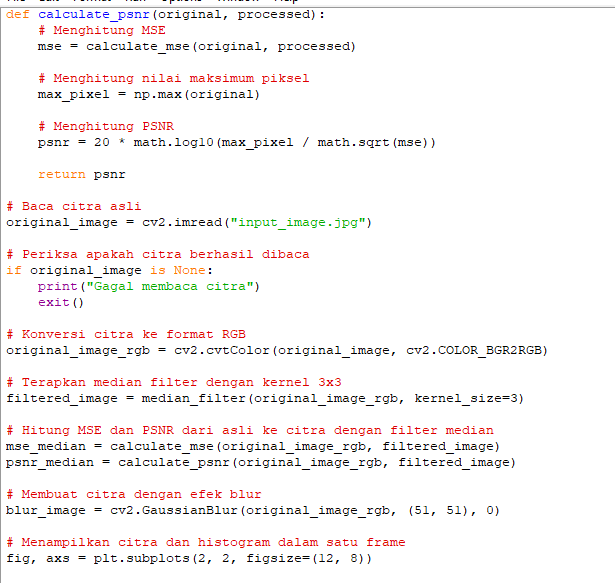 def calculate_psnr(original, processed):
    # Menghitung MSE
    mse = calculate_mse(original, processed)
    # Menghitung nilai maksimum piksel
    max_pixel = np.max(original)
    # Menghitung PSNR
    psnr = 20 * math.log10(max_pixel / math.sqrt(mse))
    return psnr
# Baca citra asli
original_image = cv2.imread("input_image.jpg")
# Periksa apakah citra berhasil dibaca
if original_image is None:
    print("Gagal membaca citra")
    exit()
# Konversi citra ke format RGB
original_image_rgb = cv2.cvtColor(original_image, cv2.COLOR_BGR2RGB)
# Terapkan median filter dengan kernel 3x3
filtered_image = median_filter(original_image_rgb, kernel_size=3)
# Hitung MSE dan PSNR dari asli ke citra dengan filter median
mse_median = calculate_mse(original_image_rgb, filtered_image)
psnr_median = calculate_psnr(original_image_rgb, filtered_image)
# Membuat citra dengan efek blur
blur_image = cv2.GaussianBlur(original_image_rgb, (51, 51), 0)
# Menampilkan citra dan histogram dalam satu frame
fig, axs = plt.subplots(2, 2, figsize=(12, 8))